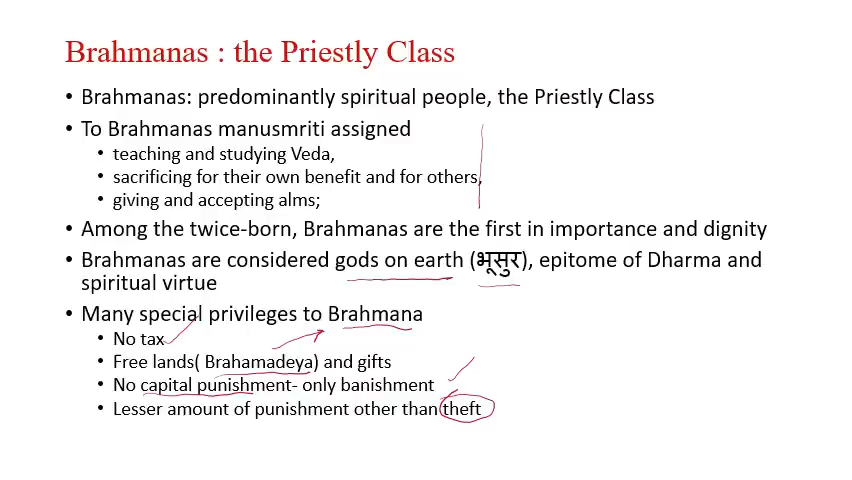 Brahmanas : the Priestly Class
• Brahmanas: predominantly spiritual people, the Priestly Class
• To Brahmanas manusmriti assigned
• teaching and studying Veda,
• sacrificing for their own benefit and for others,
• giving and accepting alms;
• Among the twice-born, Brahmanas are the first in importance and dignity
• Brahmanas are considered gods on earth (भूसुर), epitome of Dharma and
spiritual virtue
• Many special privileges to Brahmana
• No tax
• Free lands( Brahamadeya) and gifts
• No capital punishment- only banishment
• Lesser amount of punishment other than theft